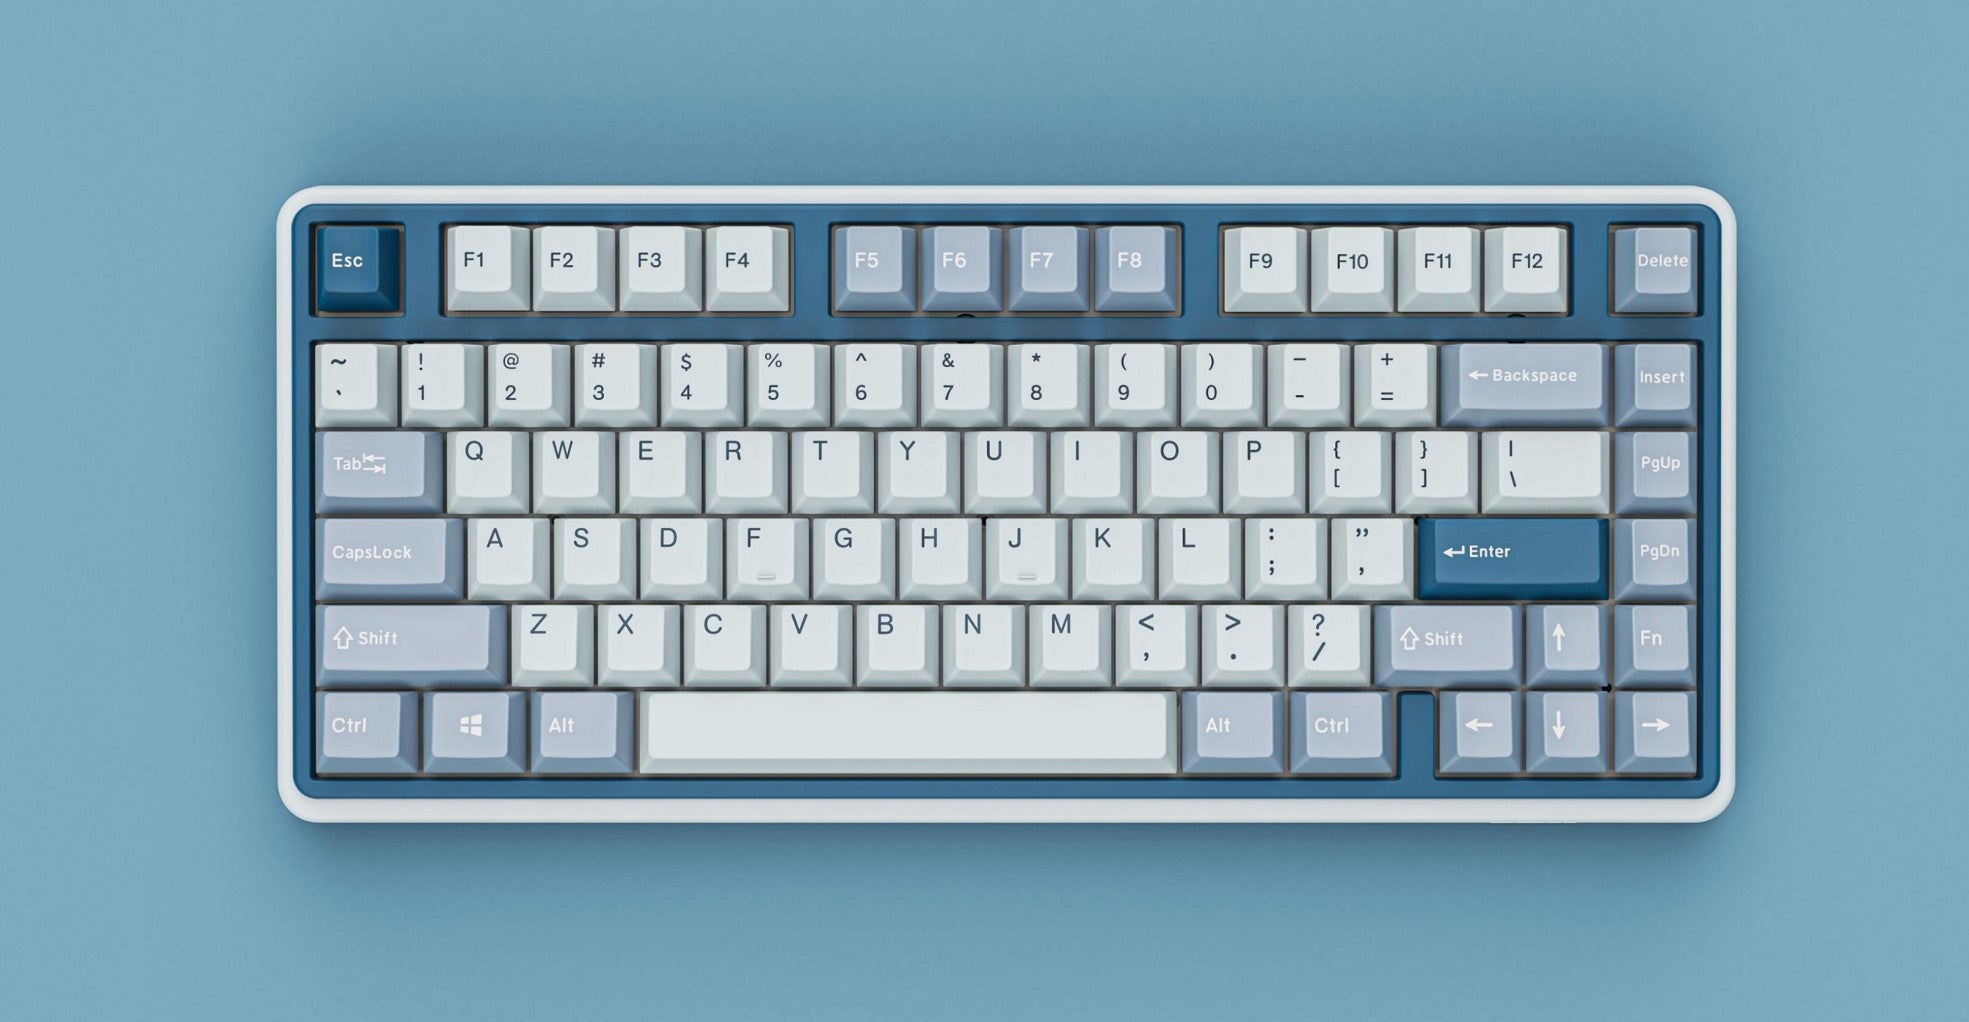 Esc F1 F2 F3 F4 F5 F6 F7 F8 F9 F10 F11 F12 Delete
~ ! @ # $ % ^ & * ( ) − +
` 1 2 3 4 5 6 7 8 9 0 - = ← Backspace Insert
Tab Q W E R T Y U I O P { } | PgUp
[ ] \
CapsLock A S D F G H J K L : ” ↵ Enter PgDn
; ,
⇧ Shift Z X C V B N M < > ? ⇧ Shift ↑ Fn
, . /
Ctrl Alt Alt Ctrl ← ↓ →